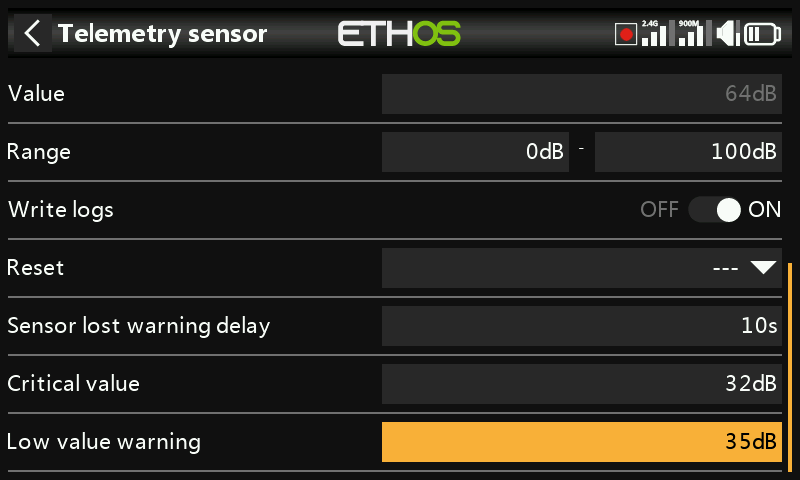 Telemetry sensor ETHOS 2.4G 900M
Value 64dB
Range 0dB - 100dB
Write logs OFF ON
Reset ---
Sensor lost warning delay 10s
Critical value 32dB
Low value warning 35dB